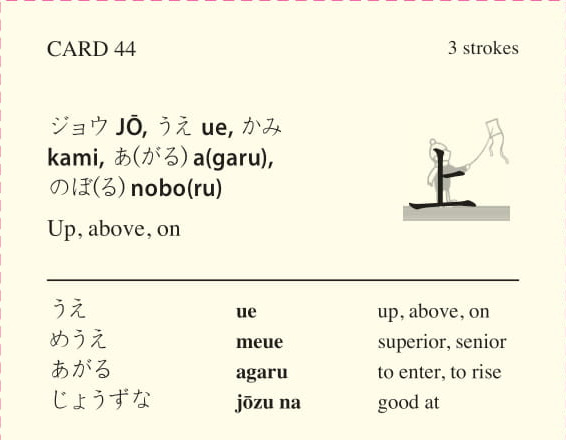 CARD 44
3 strokes
ジョウ JŌ, うえ ue, かみ
kami, あ(がる) a(garu),
のぼ(る) nobo(ru)
上
Up, above, on
うえ ue up, above, on
めうえ meue superior, senior
あがる agaru to enter, to rise
じょうずな jōzu na good at